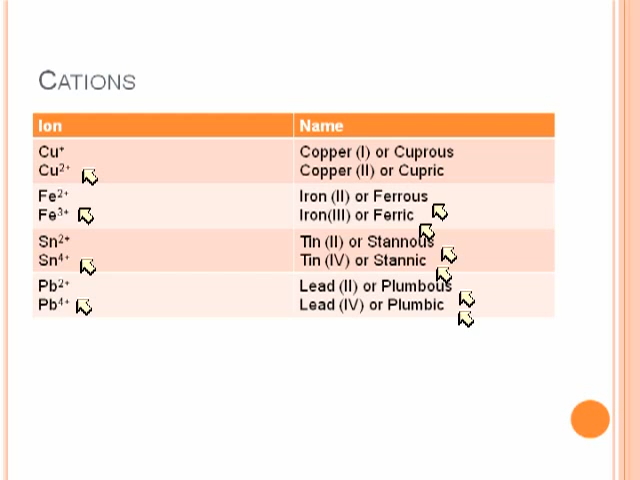 CATIONS
Ion Name
Cu⁺ Copper (I) or Cuprous
Cu²⁺ Copper (II) or Cupric
Fe²⁺ Iron (II) or Ferrous
Fe³⁺ Iron(III) or Ferric
Sn²⁺ Tin (II) or Stannous
Sn⁴⁺ Tin (IV) or Stannic
Pb²⁺ Lead (II) or Plumbous
Pb⁴⁺ Lead (IV) or Plumbic